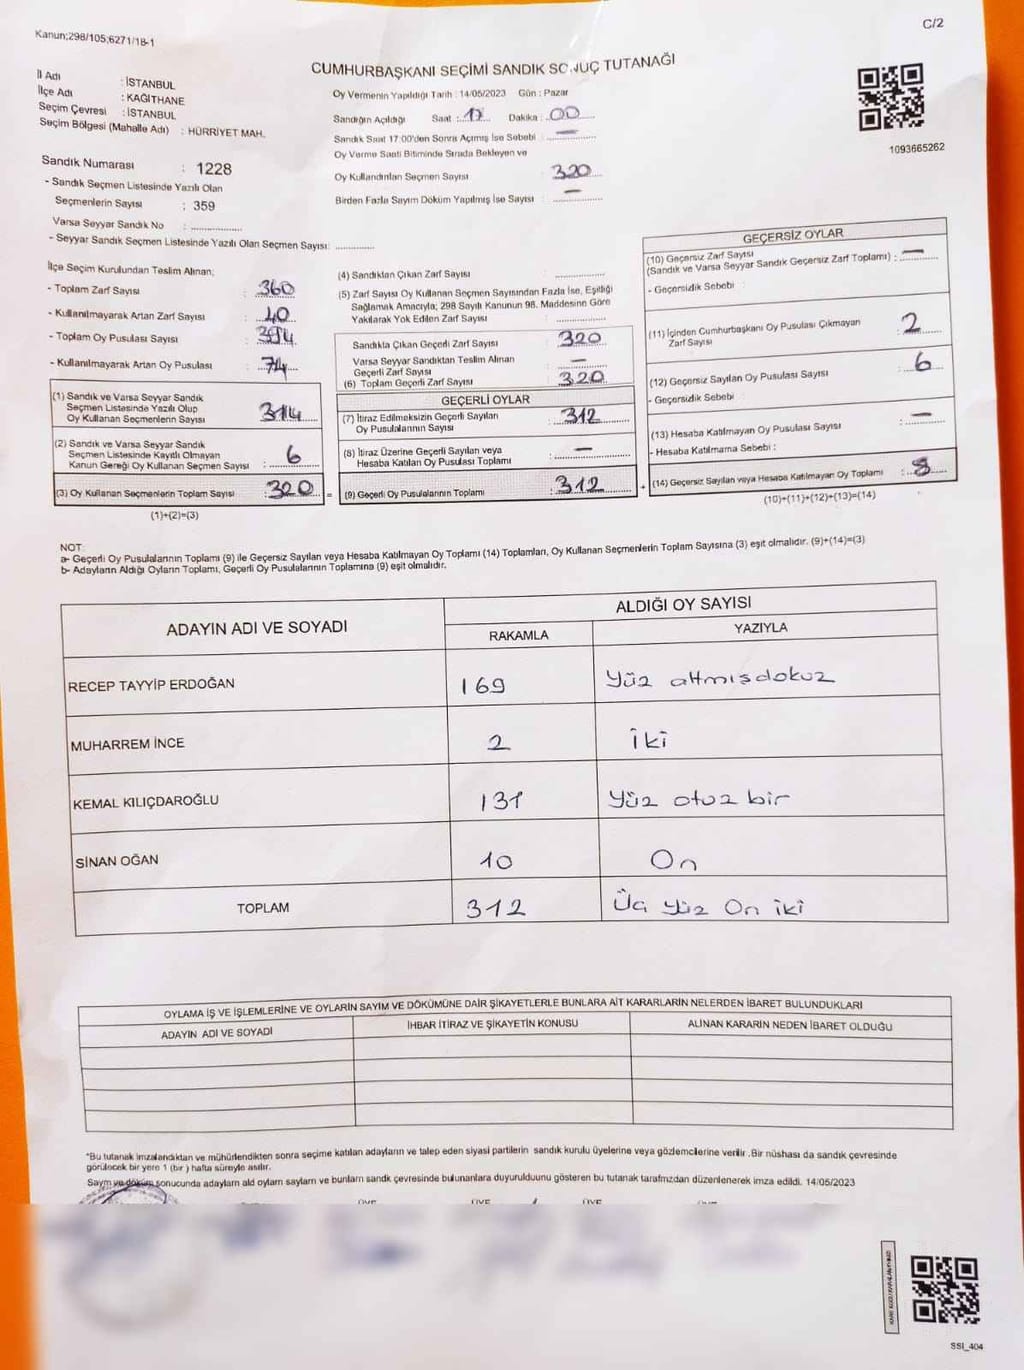 C/2
Kanun;298/105;6271/18-1
CUMHURBAŞKANI SEÇİMİ SANDIK SONUÇ TUTANAĞI
İl Adı : İSTANBUL
İlçe Adı : KAĞITHANE
Seçim Çevresi : İSTANBUL
Seçim Bölgesi (Mahalle Adı) : HÜRRİYET MAH.
Oy Vermenin Yapıldığı Tarih : 14/05/2023 Gün : Pazar
Sandığın Açıldığı Saat : 17 Dakika : 00
Sandık Saat 17:00'den Sonra Açmış İse Sebebi : —
Oy Verme Saati Bitiminde Sırada Bekleyen ve
Oy Kullandırılan Seçmen Sayısı 320
Birden Fazla Sayım Döküm Yapılmış İse Sayısı : —
1093665262
Sandık Numarası : 1228
- Sandık Seçmen Listesinde Yazılı Olan
Seçmenlerin Sayısı : 359
Varsa Seyyar Sandık No : ...............
- Seyyar Sandık Seçmen Listesinde Yazılı Olan Seçmen Sayısı: ............
İlçe Seçim Kurulundan Teslim Alınan;
- Toplam Zarf Sayısı : 360
- Kullanılmayarak Artan Zarf Sayısı : 40
- Toplam Oy Pusulası Sayısı : 394
- Kullanılmayarak Artan Oy Pusulası : 74
(1) Sandık ve Varsa Seyyar Sandık
Seçmen Listesinde Yazılı Olup
Oy Kullanan Seçmenlerin Sayısı : 314
(2) Sandık ve Varsa Seyyar Sandık
Seçmen Listesinde Kayıtlı Olmayan
Kanun Gereği Oy Kullanan Seçmen Sayısı : 6
(3) Oy Kullanan Seçmenlerin Toplam Sayısı : 320
(1)+(2)=(3)
(4) Sandıktan Çıkan Zarf Sayısı : ............
(5) Zarf Sayısı Oy Kullanan Seçmen Sayısından Fazla İse, Eşitliği
Sağlamak Amacıyla; 298 Sayılı Kanunun 98. Maddesine Göre
Yakılarak Yok Edilen Zarf Sayısı : ............
Sandıkta Çıkan Geçerli Zarf Sayısı : 320
Varsa Seyyar Sandıktan Teslim Alınan
Geçerli Zarf Sayısı : —
(6) Toplam Geçerli Zarf Sayısı : 320
GEÇERLİ OYLAR
(7) İtiraz Edilmeksizin Geçerli Sayılan
Oy Pusulalarının Sayısı : 312
(8) İtiraz Üzerine Geçerli Sayılan veya
Hesaba Katılan Oy Pusulası Toplamı : —
= (9) Geçerli Oy Pusulalarının Toplamı : 312
GEÇERSİZ OYLAR
(10) Geçersiz Zarf Sayısı
(Sandık ve Varsa Seyyar Sandık Geçersiz Zarf Toplamı) : —
- Geçersizlik Sebebi :
(11) İçinden Cumhurbaşkanı Oy Pusulası Çıkmayan
Zarf Sayısı : 2
(12) Geçersiz Sayılan Oy Pusulası Sayısı : 6
- Geçersizlik Sebebi :
(13) Hesaba Katılmayan Oy Pusulası Sayısı : —
- Hesaba Katılmama Sebebi :
+ (14) Geçersiz Sayılan veya Hesaba Katılmayan Oy Toplamı : 8
(10)+(11)+(12)+(13)=(14)
NOT:
a- Geçerli Oy Pusulalarının Toplamı (9) ile Geçersiz Sayılan veya Hesaba Katılmayan Oy Toplamı (14) Toplamları, Oy Kullanan Seçmenlerin Toplam Sayısına (3) eşit olmalıdır. (9)+(14)=(3)
b- Adayların Aldığı Oyların Toplamı, Geçerli Oy Pusulalarının Toplamına (9) eşit olmalıdır.
ADAYIN ADI VE SOYADI ALDIĞI OY SAYISI
RAKAMLA YAZIYLA
RECEP TAYYİP ERDOĞAN 169 Yüz altmışdokuz
MUHARREM İNCE 2 İki
KEMAL KILIÇDAROĞLU 131 Yüz otuz bir
SİNAN OĞAN 10 On
TOPLAM 312 Üç yüz On iki
OYLAMA İŞ VE İŞLEMLERİNE VE OYLARIN SAYIM VE DÖKÜMÜNE DAİR ŞİKAYETLERLE BUNLARA AİT KARARLARIN NELERDEN İBARET BULUNDUKLARI
ADAYIN ADI VE SOYADI İHBAR İTİRAZ VE ŞİKAYETİN KONUSU ALINAN KARARIN NEDEN İBARET OLDUĞU
*Bu tutanak imzalandıktan ve mühürlendikten sonra seçime katılan adayların ve talep eden siyasi partilerin sandık kurulu üyelerine veya gözlemcilerine verilir .Bir nüshası da sandık çevresinde
görülecek bir yere 1 (bir ) hafta süreyle asılır.
Sayım ve döküm sonucunda adayların ald oyların sayıların ve bunların sandık çevresinde bulunanlara duyurulduunu gösteren bu tutanak tarafımızdan düzenlenerek imza edildi. 14/05/2023
ÜYE ÜYE ÜYE
SSI_404